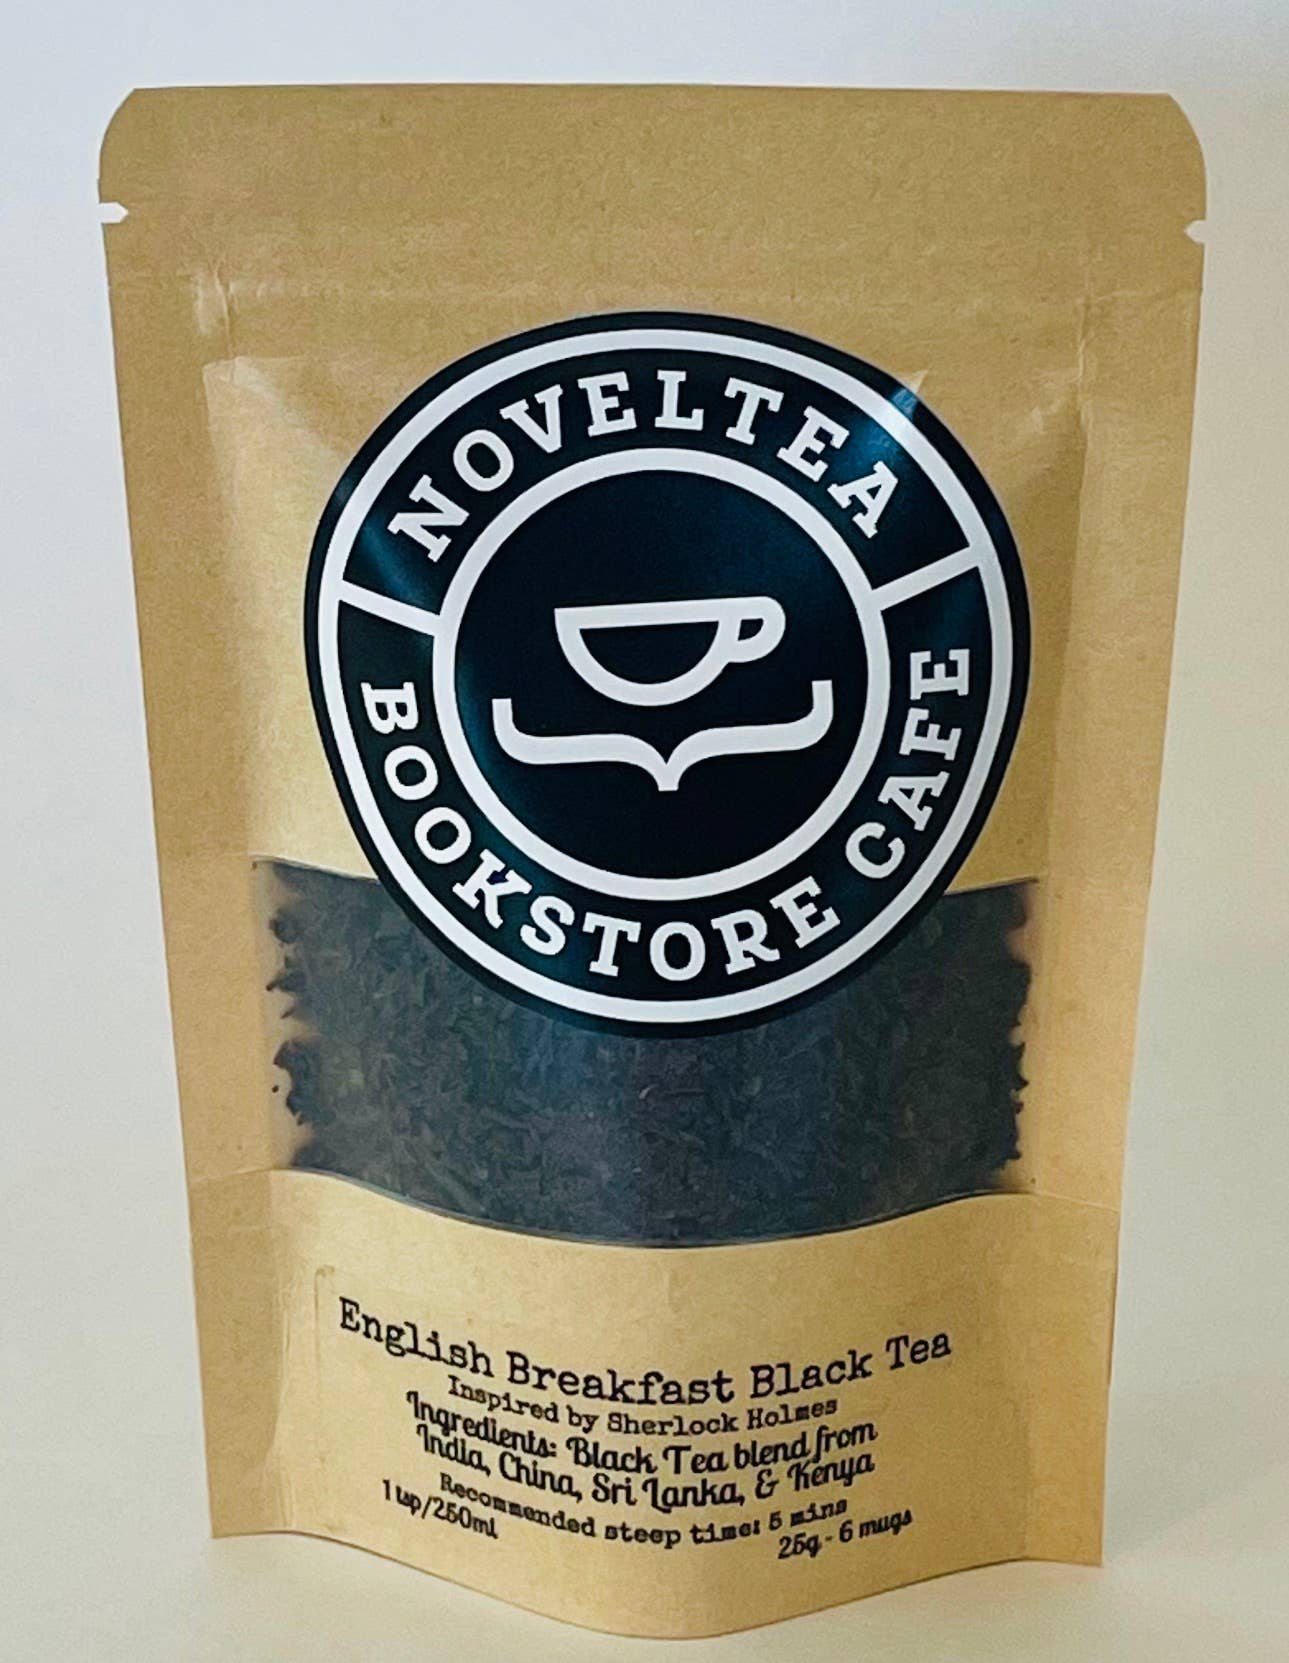 NOVELTEA
BOOKSTORE CAFE
English Breakfast Black Tea
Inspired by Sherlock Holmes
Ingredients: Black Tea blend from
India, China, Sri Lanka, & Kenya
Recommended steep time: 5 mins
1 tsp/250ml
25g - 6 mugs